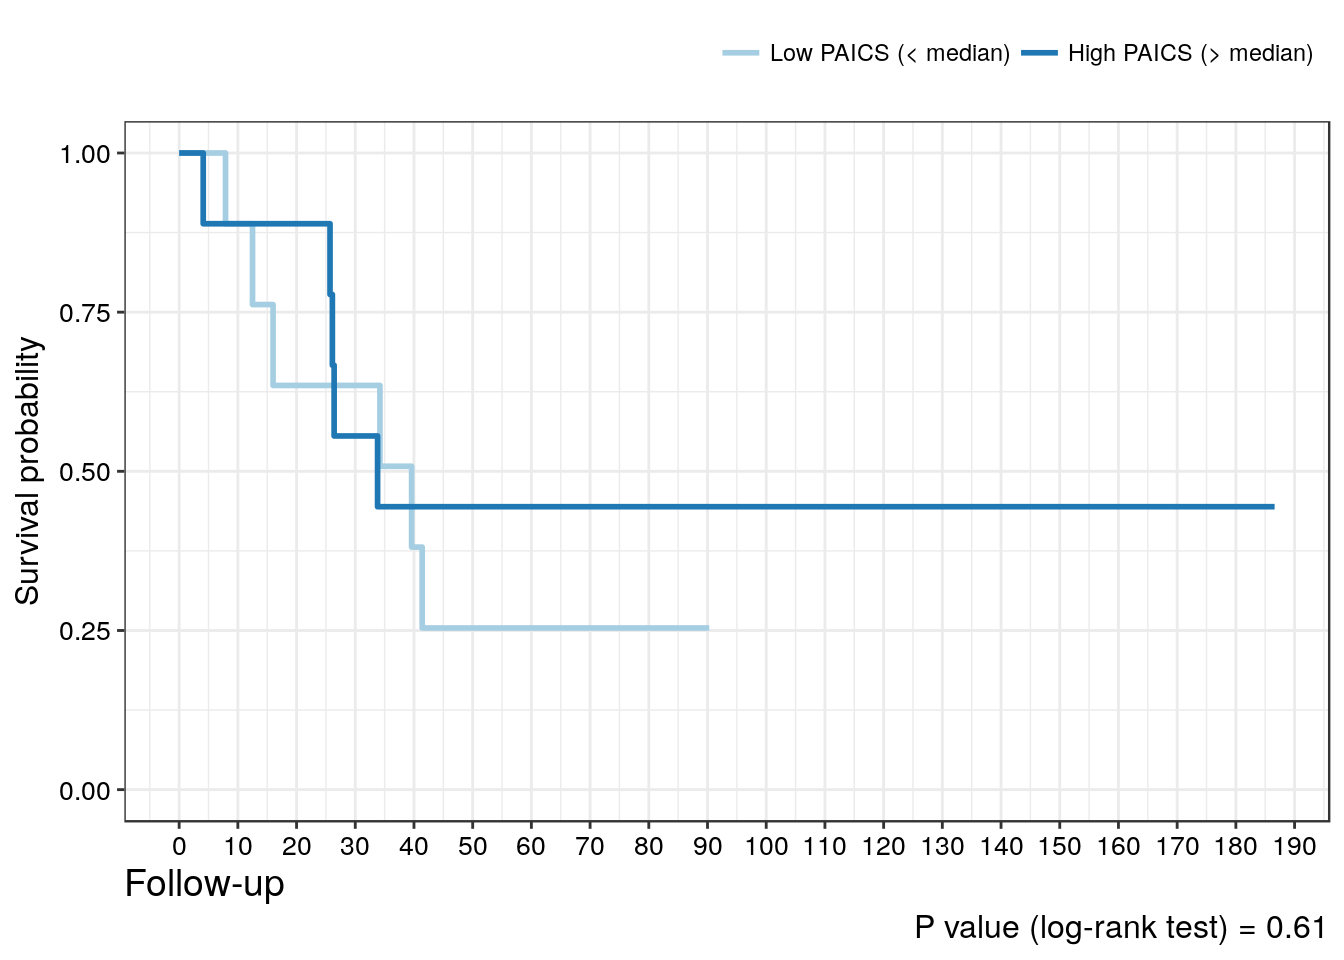 Low PAICS (< median) High PAICS (> median)
Survival probability
1.00
0.75
0.50
0.25
0.00
0 10 20 30 40 50 60 70 80 90 100 110 120 130 140 150 160 170 180 190
Follow-up
P value (log-rank test) = 0.61